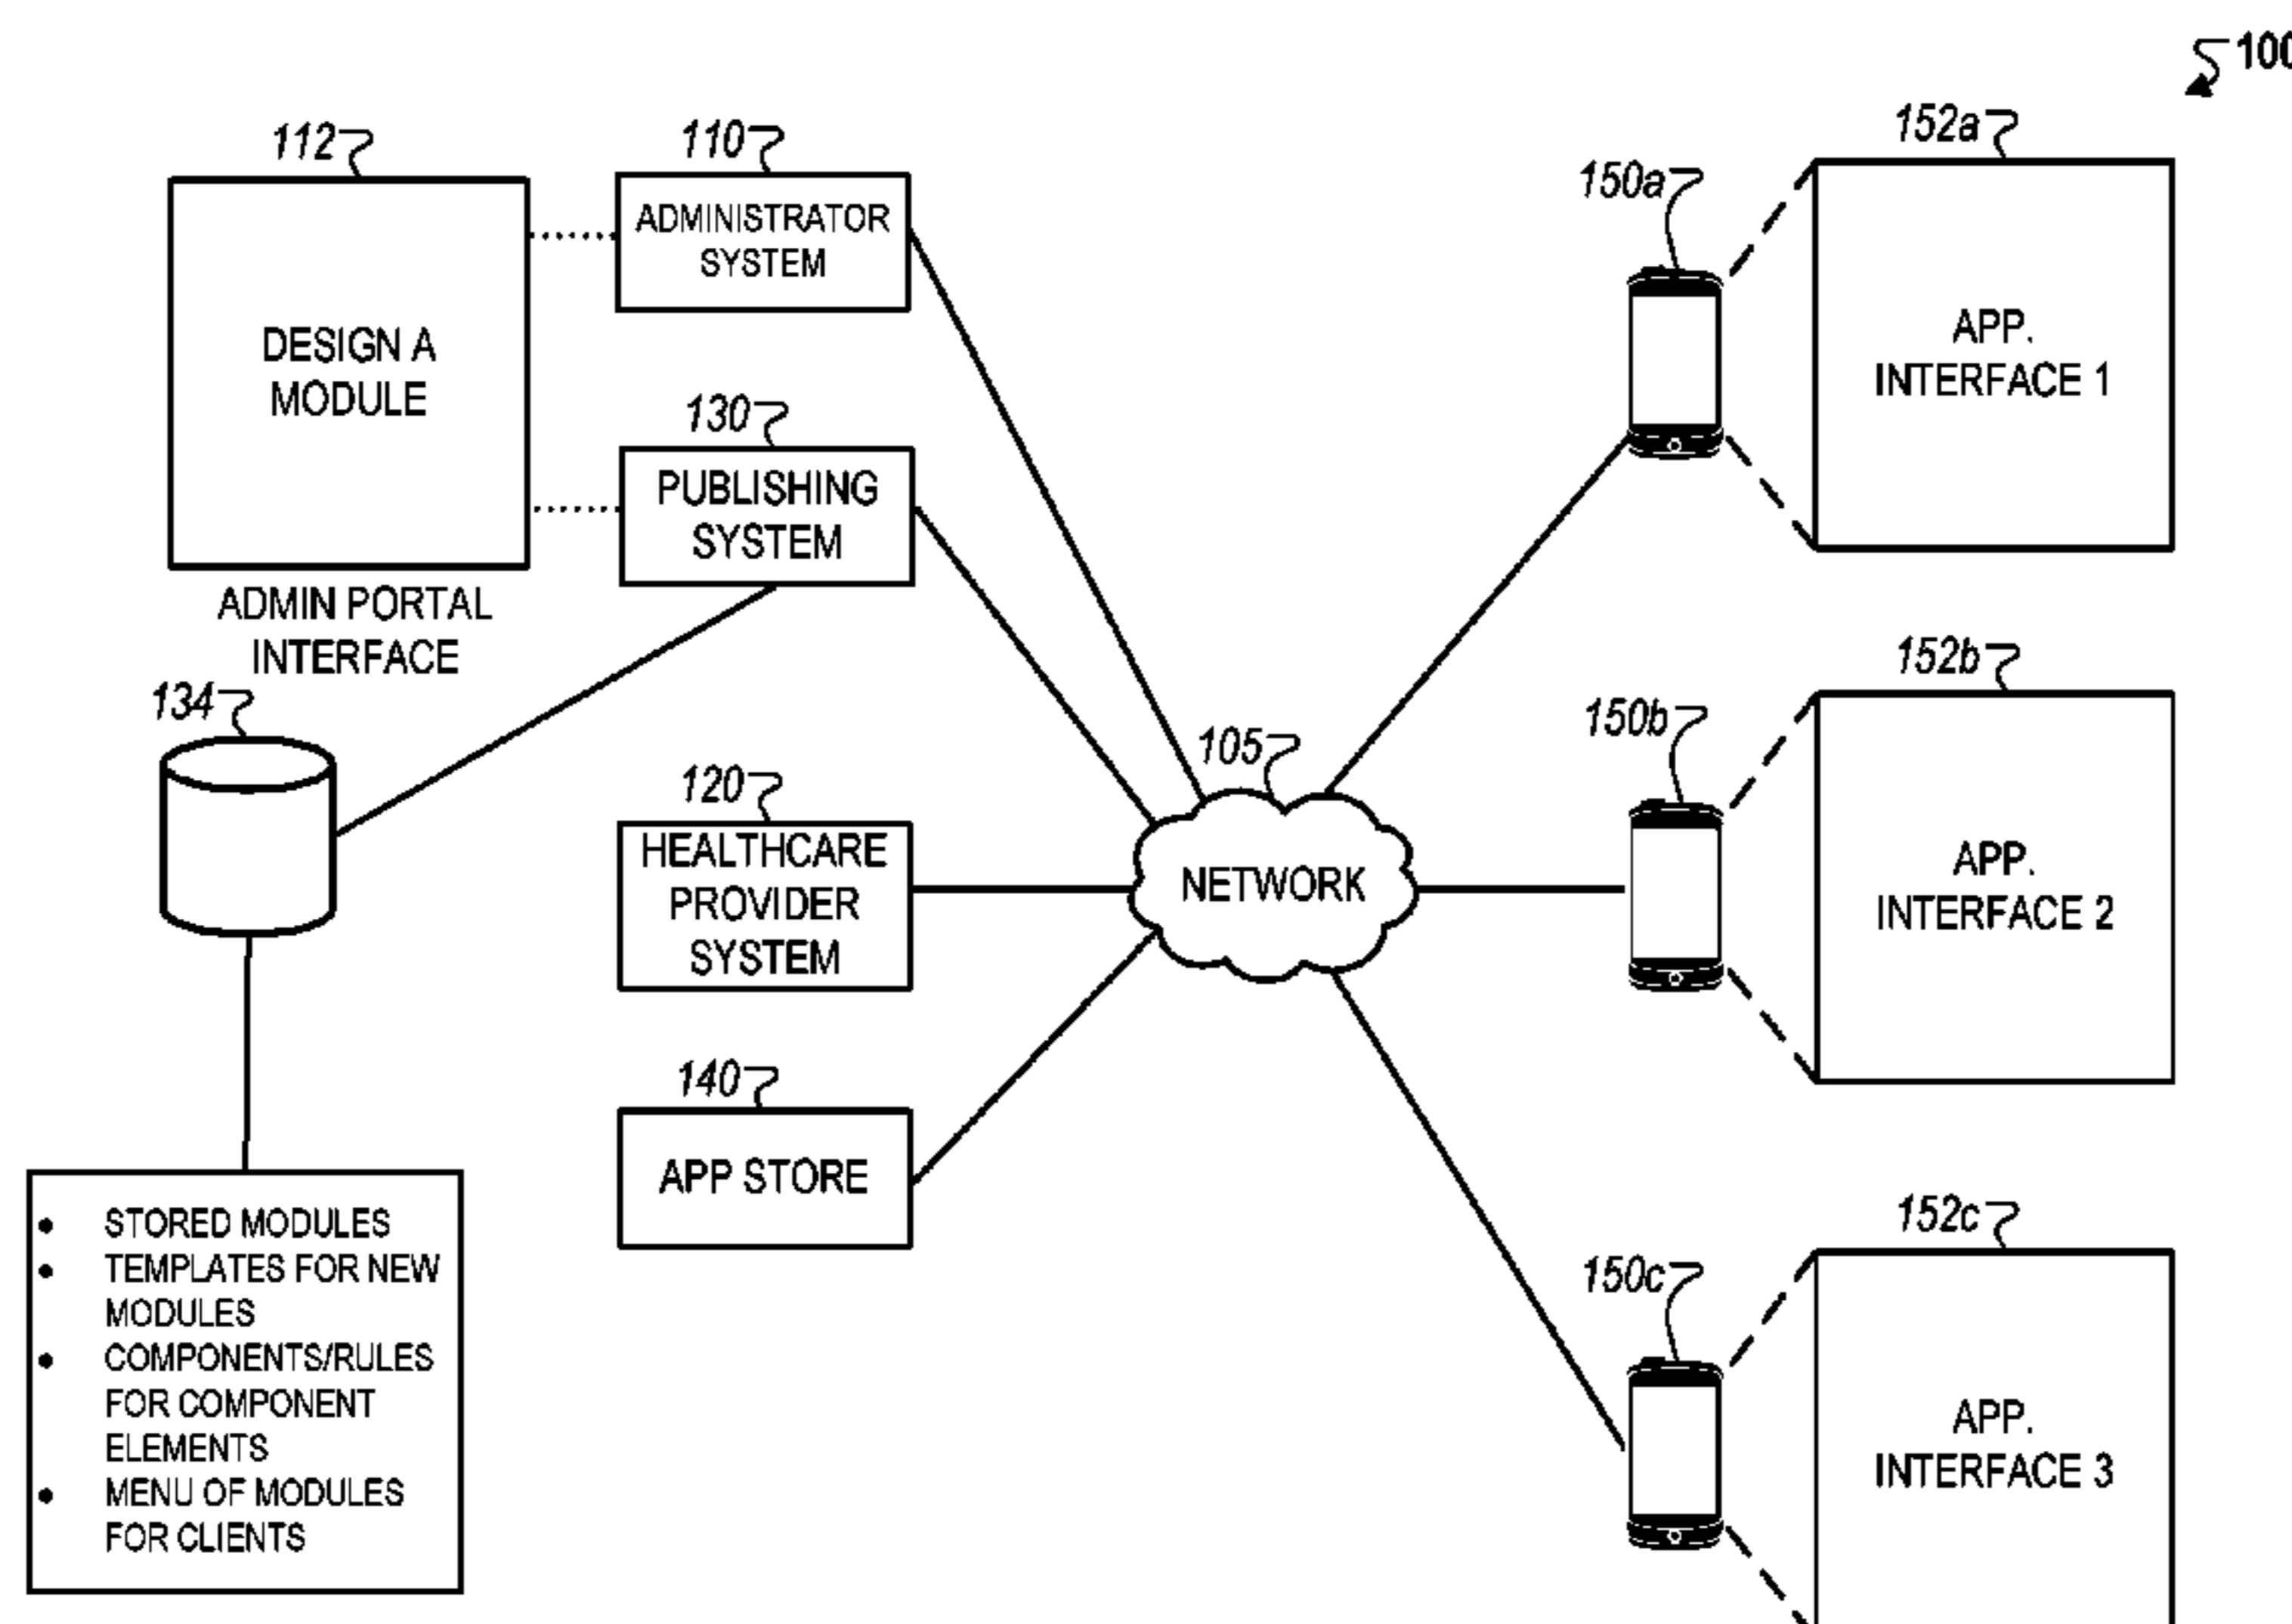 100
112
110
152a
150a
ADMINISTRATOR
SYSTEM
DESIGN A
MODULE
APP.
INTERFACE 1
130
PUBLISHING
SYSTEM
ADMIN PORTAL
INTERFACE
134
152b
150b
105
120
HEALTHCARE
PROVIDER
SYSTEM
NETWORK
APP.
INTERFACE 2
140
APP STORE
152c
150c
• STORED MODULES
• TEMPLATES FOR NEW
MODULES
• COMPONENTS/RULES
FOR COMPONENT
ELEMENTS
• MENU OF MODULES
FOR CLIENTS
APP.
INTERFACE 3